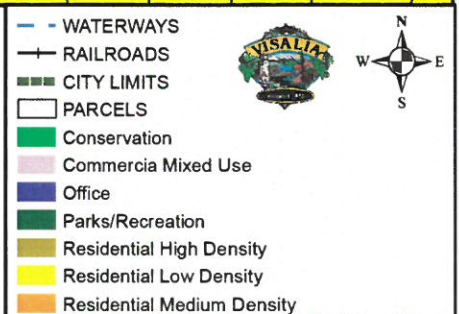 WATERWAYS
RAILROADS
CITY LIMITS
PARCELS
Conservation
Commercia Mixed Use
Office
Parks/Recreation
Residential High Density
Residential Low Density
Residential Medium Density
VISALIA
N
W E
S